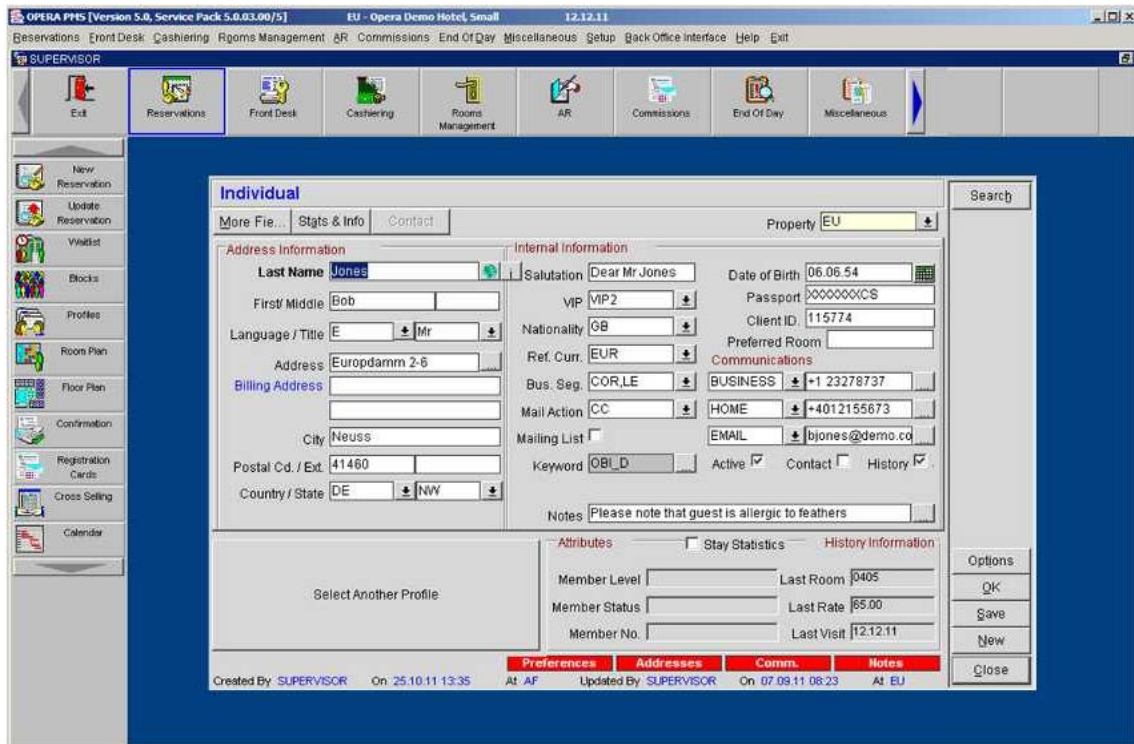 OPERA PMS [Version 5.0, Service Pack 5.0.03.00/5] EU - Opera Demo Hotel, Small 12.12.11
Reservations Front Desk Cashiering Rooms Management AR Commissions End Of Day Miscellaneous Setup Back Office Interface Help Exit
SUPERVISOR
Exit Reservations Front Desk Cashiering Rooms Management AR Commissions End Of Day Miscellaneous
New Reservation
Update Reservation
Waitlist
Blocks
Profiles
Room Plan
Floor Plan
Confirmation
Registration Cards
Cross Selling
Calendar
Individual
Search
More Fie... Stats & Info Contact
Property EU
Address Information
Last Name Jones
First/ Middle Bob
Language / Title E Mr
Address Europdamm 2-6
Billing Address
City Neuss
Postal Cd. / Ext. 41460
Country / State DE NW
Internal Information
Salutation Dear Mr Jones
VIP VIP2
Nationality GB
Ref. Curr. EUR
Bus. Seg. COR,LE
Mail Action CC
Mailing List
Keyword OBI_D
Date of Birth 06.06.54
Passport XXXXXXXCS
Client ID. 115774
Preferred Room
Communications
BUSINESS +1 23278737
HOME +4012155673
EMAIL bjones@demo.co
Active Contact History
Notes Please note that guest is allergic to feathers
Select Another Profile
Attributes Stay Statistics History Information
Member Level Last Room 0405
Member Status Last Rate 65.00
Member No. Last Visit 12.12.11
Options
OK
Save
New
Close
Preferences Addresses Comm. Notes
Created By SUPERVISOR On 25.10.11 13:35 At AF Updated By SUPERVISOR On 07.09.11 08:23 At EU